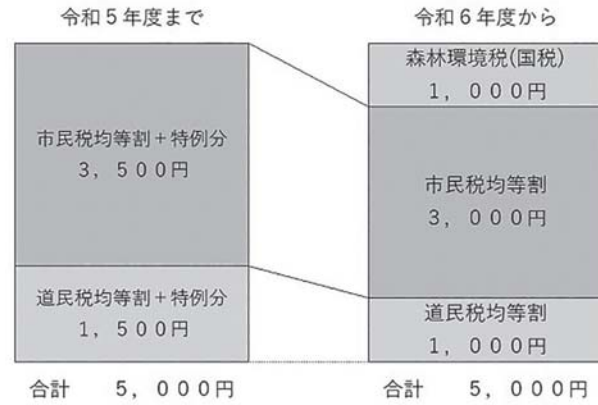 令和５年度まで
市民税均等割＋特例分
３，５００円
道民税均等割＋特例分
１，５００円
合計　５，０００円
令和６年度から
森林環境税(国税)
１，０００円
市民税均等割
３，０００円
道民税均等割
１，０００円
合計　５，０００円